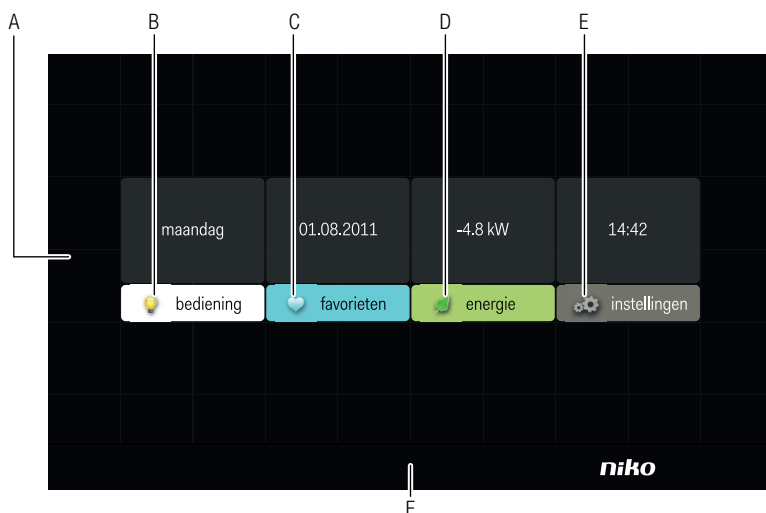 A B C D E
maandag 01.08.2011 -4.8 kW 14:42
bediening favorieten energie instellingen
niko
F